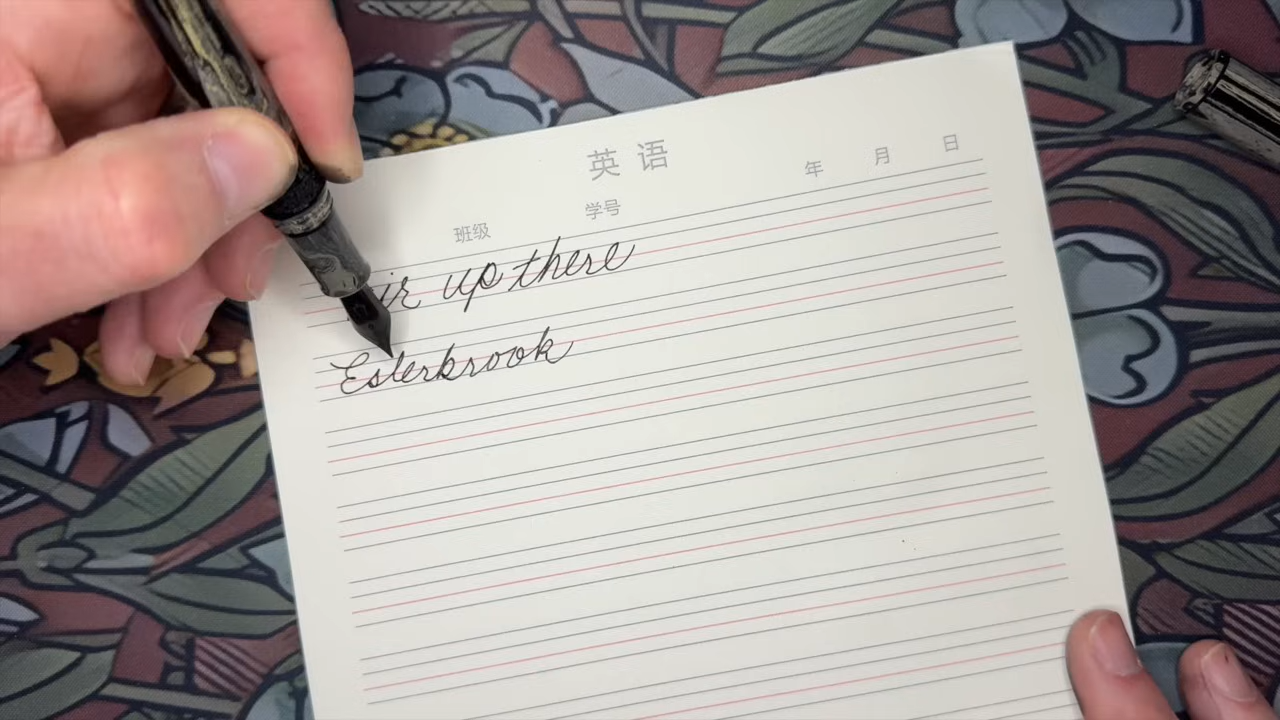 英语
班级 学号 年 月 日
up there
Esterbrook